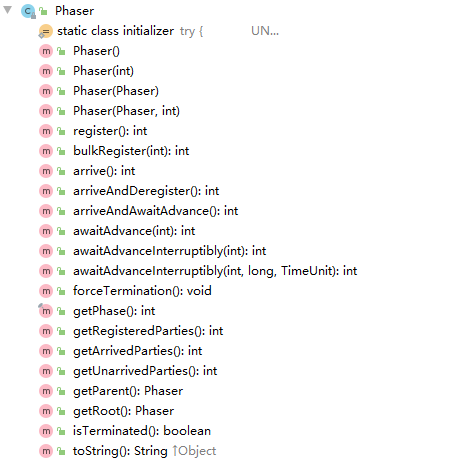 Phaser
static class initializer try { UN...
Phaser()
Phaser(int)
Phaser(Phaser)
Phaser(Phaser, int)
register(): int
bulkRegister(int): int
arrive(): int
arriveAndDeregister(): int
arriveAndAwaitAdvance(): int
awaitAdvance(int): int
awaitAdvanceInterruptibly(int): int
awaitAdvanceInterruptibly(int, long, TimeUnit): int
forceTermination(): void
getPhase(): int
getRegisteredParties(): int
getArrivedParties(): int
getUnarrivedParties(): int
getParent(): Phaser
getRoot(): Phaser
isTerminated(): boolean
toString(): String ↑Object